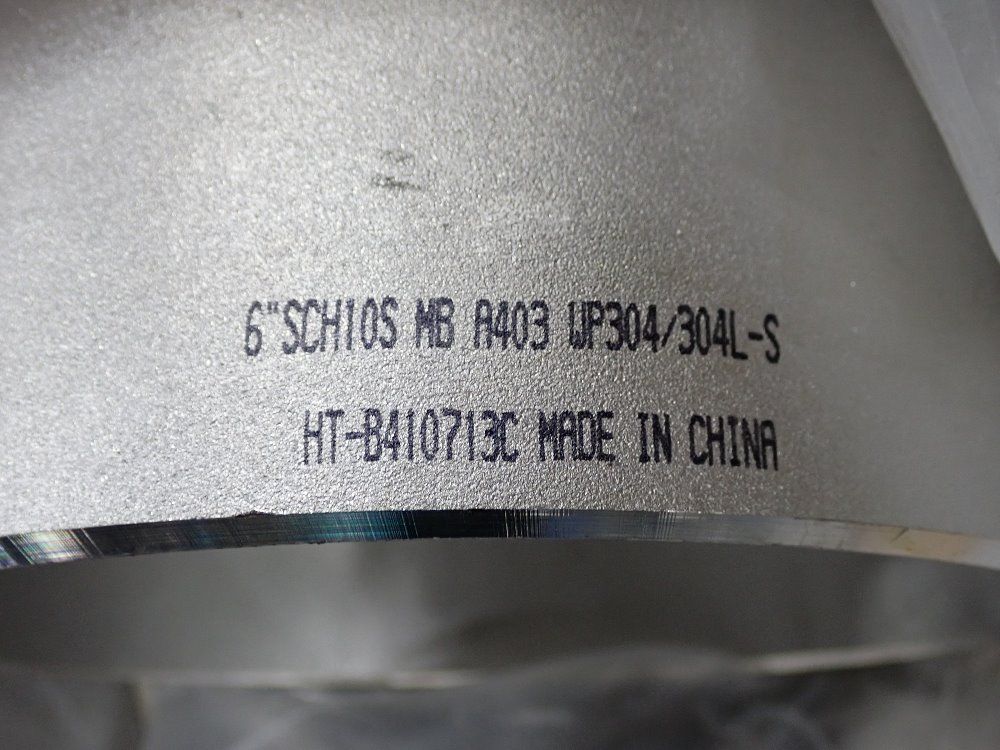 6"SCH10S MB A403 WP304/304L-S
HT-B410713C MADE IN CHINA